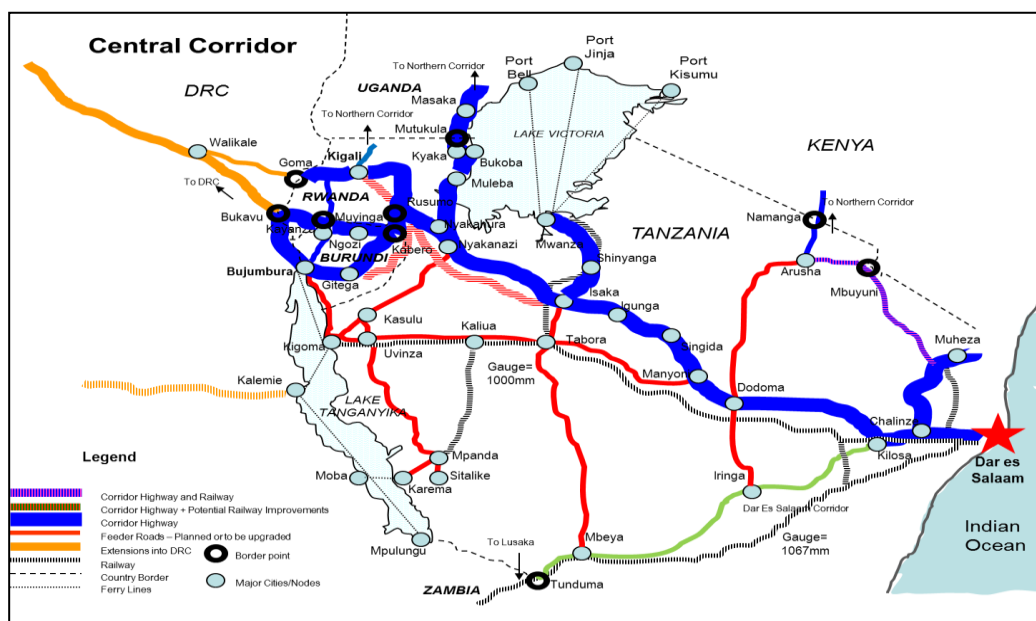 Central Corridor
DRC
UGANDA
To Northern Corridor
Port
Bell
Port
Jinja
Port
Kisumu
Masaka
To Northern Corridor
Mutukula
LAKE VICTORIA
Walikale
Kigali
Kyaka
Bukoba
KENYA
Goma
Muleba
To DRC
RWANDA
Rusumo
Namanga
To Northern Corridor
Bukavu
Kayanza
Muyinga
Nyakahura
Mwanza
TANZANIA
Ngozi
Kobero
Nyakanazi
BURUNDI
Shinyanga
Arusha
Bujumbura
Gitega
Mbuyuni
Isaka
Igunga
Kasulu
Kaliua
Muheza
Kigoma
Uvinza
Tabora
Singida
Gauge=
1000mm
Manyoni
Kalemie
Dodoma
LAKE
TANGANYIKA
Chalinze
Kilosa
Dar es
Salaam
Legend
Mpanda
Moba
Karema
Sitalike
Iringa
Dar Es Salaam Corridor
Corridor Highway and Railway
Corridor Highway + Potential Railway Improvements
Corridor Highway
Feeder Roads – Planned or to be upgraded
Extensions into DRC
Border point
Railway
Country Border
Major Cities/Nodes
Ferry Lines
Indian
Ocean
Mpulungu
To Lusaka
Mbeya
Gauge=
1067mm
ZAMBIA
Tunduma